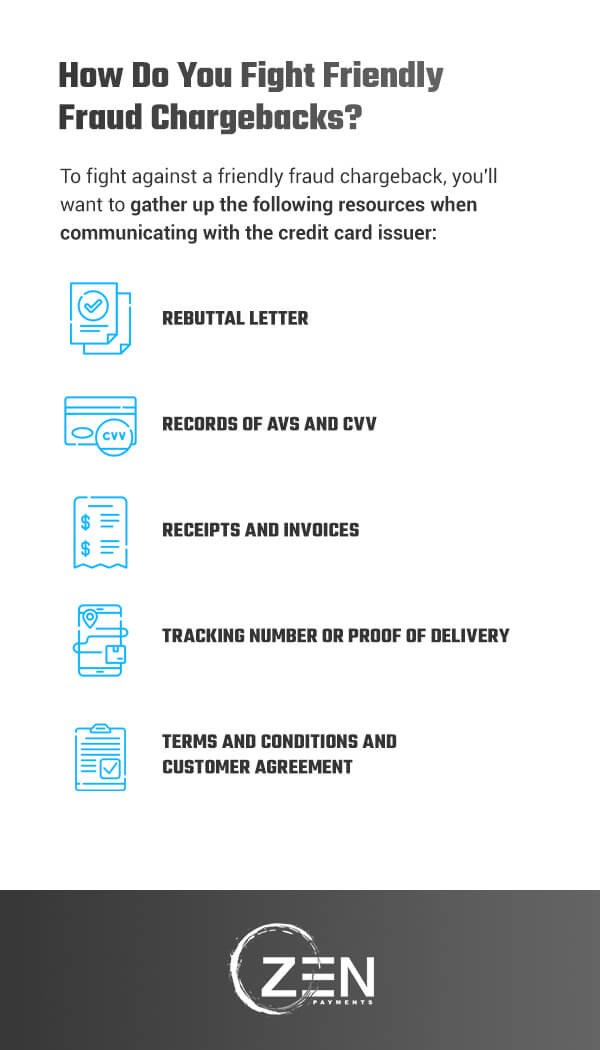 How Do You Fight Friendly
Fraud Chargebacks?
To fight against a friendly fraud chargeback, you'll
want to gather up the following resources when
communicating with the credit card issuer:
REBUTTAL LETTER
CVV
RECORDS OF AVS AND CVV
$
$
RECEIPTS AND INVOICES
TRACKING NUMBER OR PROOF OF DELIVERY
TERMS AND CONDITIONS AND
CUSTOMER AGREEMENT
ZEN
PAYMENTS